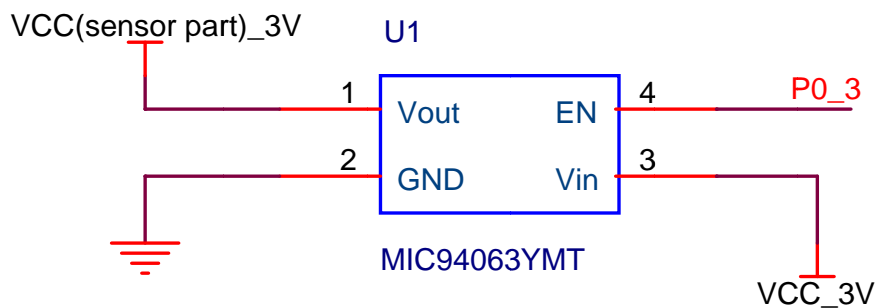 VCC(sensor part)_3V
U1
1 Vout EN 4 P0_3
2 GND Vin 3
MIC94063YMT
VCC_3V